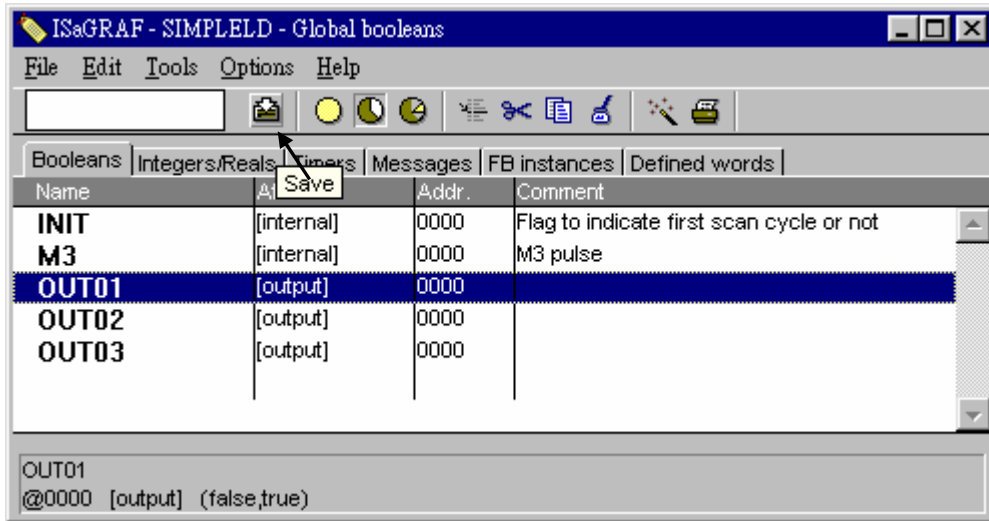 ISaGRAF - SIMPLELD - Global booleans
File Edit Tools Options Help
Booleans Integers/Reals Timers Messages FB instances Defined words
Save
Name Addr. Comment
INIT [internal] 0000 Flag to indicate first scan cycle or not
M3 [internal] 0000 M3 pulse
OUT01 [output] 0000
OUT02 [output] 0000
OUT03 [output] 0000
OUT01
@0000 [output] (false,true)